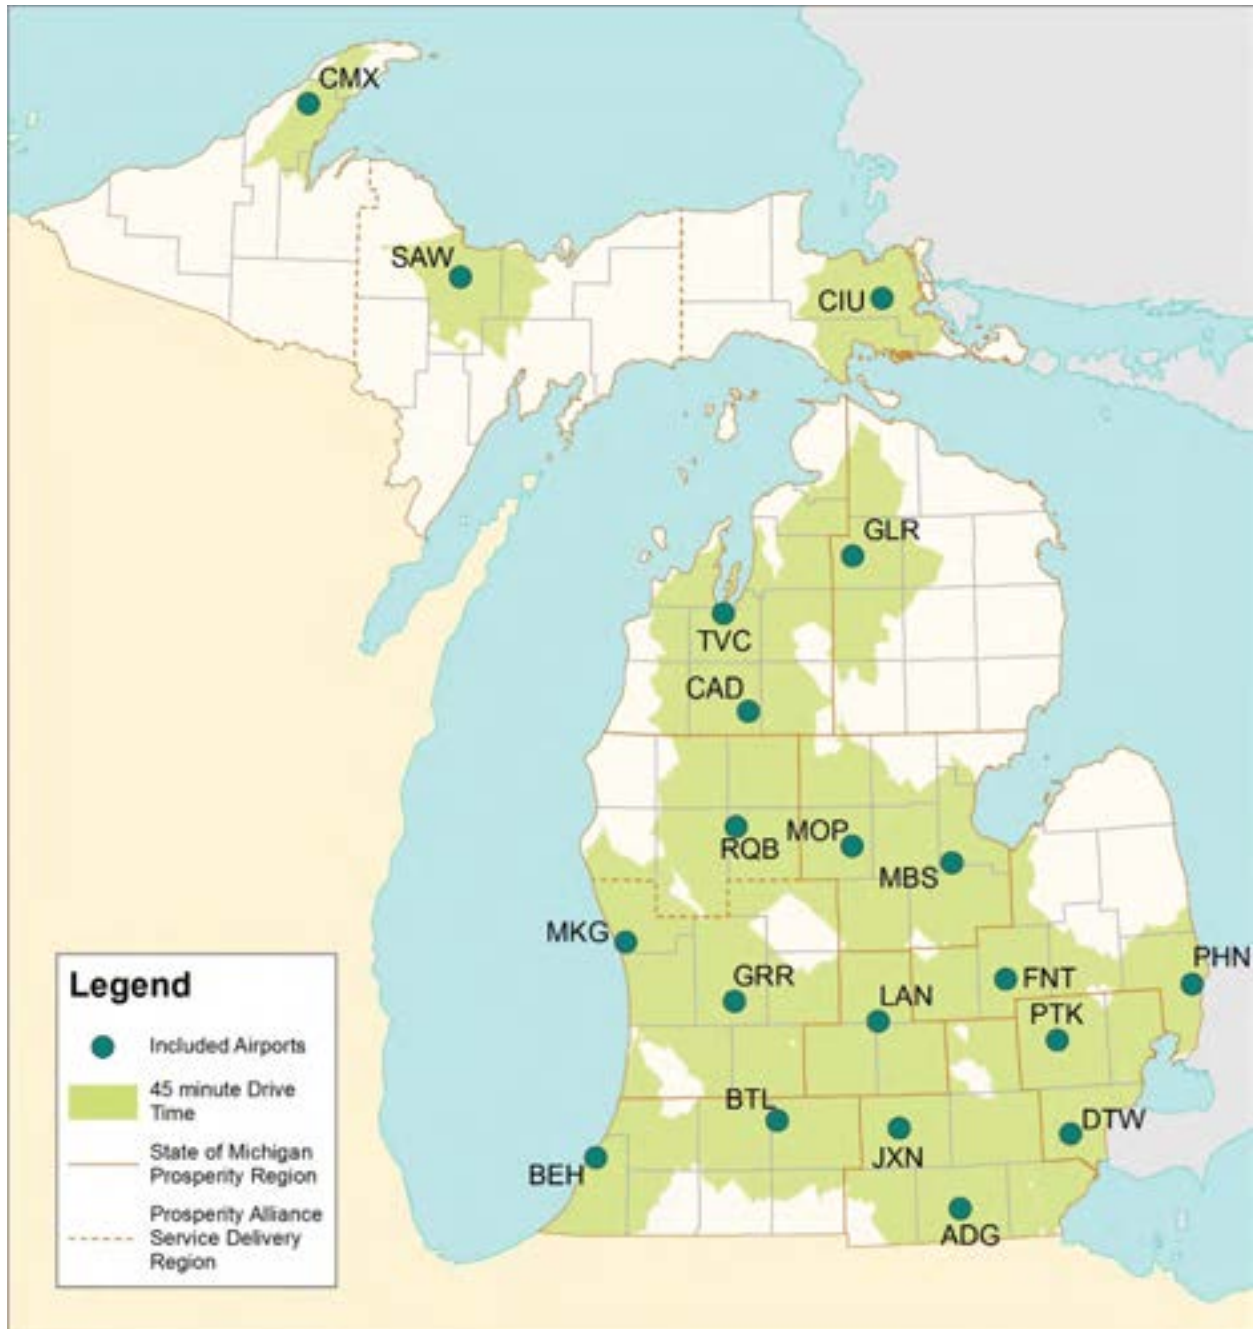 CMX
SAW
CIU
GLR
TVC
CAD
RQB
MOP
MBS
MKG
GRR
LAN
FNT
PHN
PTK
BTL
JXN
DTW
BEH
ADG
Legend
Included Airports
45 minute Drive
Time
State of Michigan
Prosperity Region
Prosperity Alliance
Service Delivery
Region